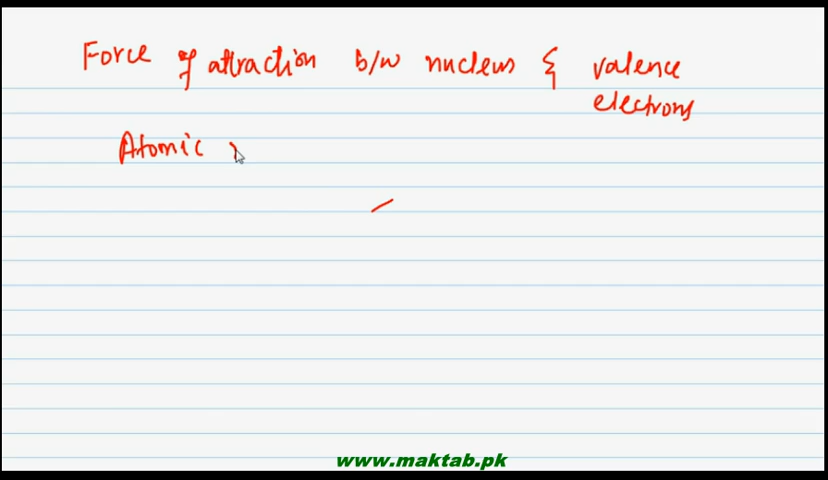 Force of attraction b/w nucleus & valence
electrons
Atomic
www.maktab.pk